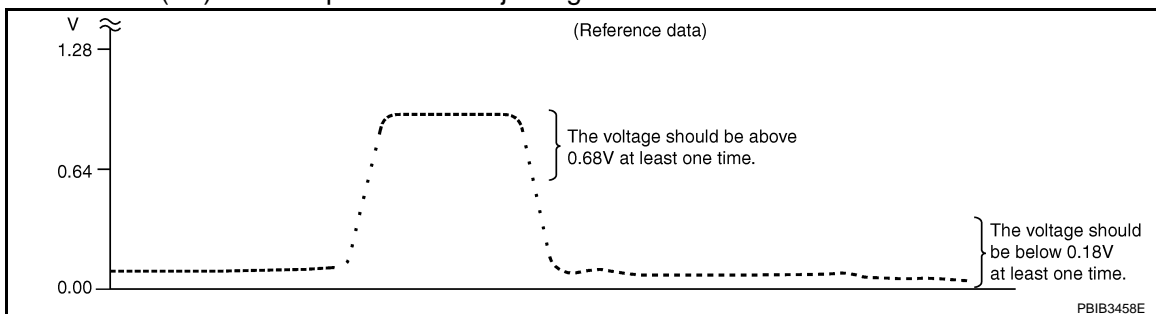 V
(Reference data)
1.28
The voltage should be above
0.68V at least one time.
0.64
The voltage should
be below 0.18V
at least one time.
0.00
PBIB3458E